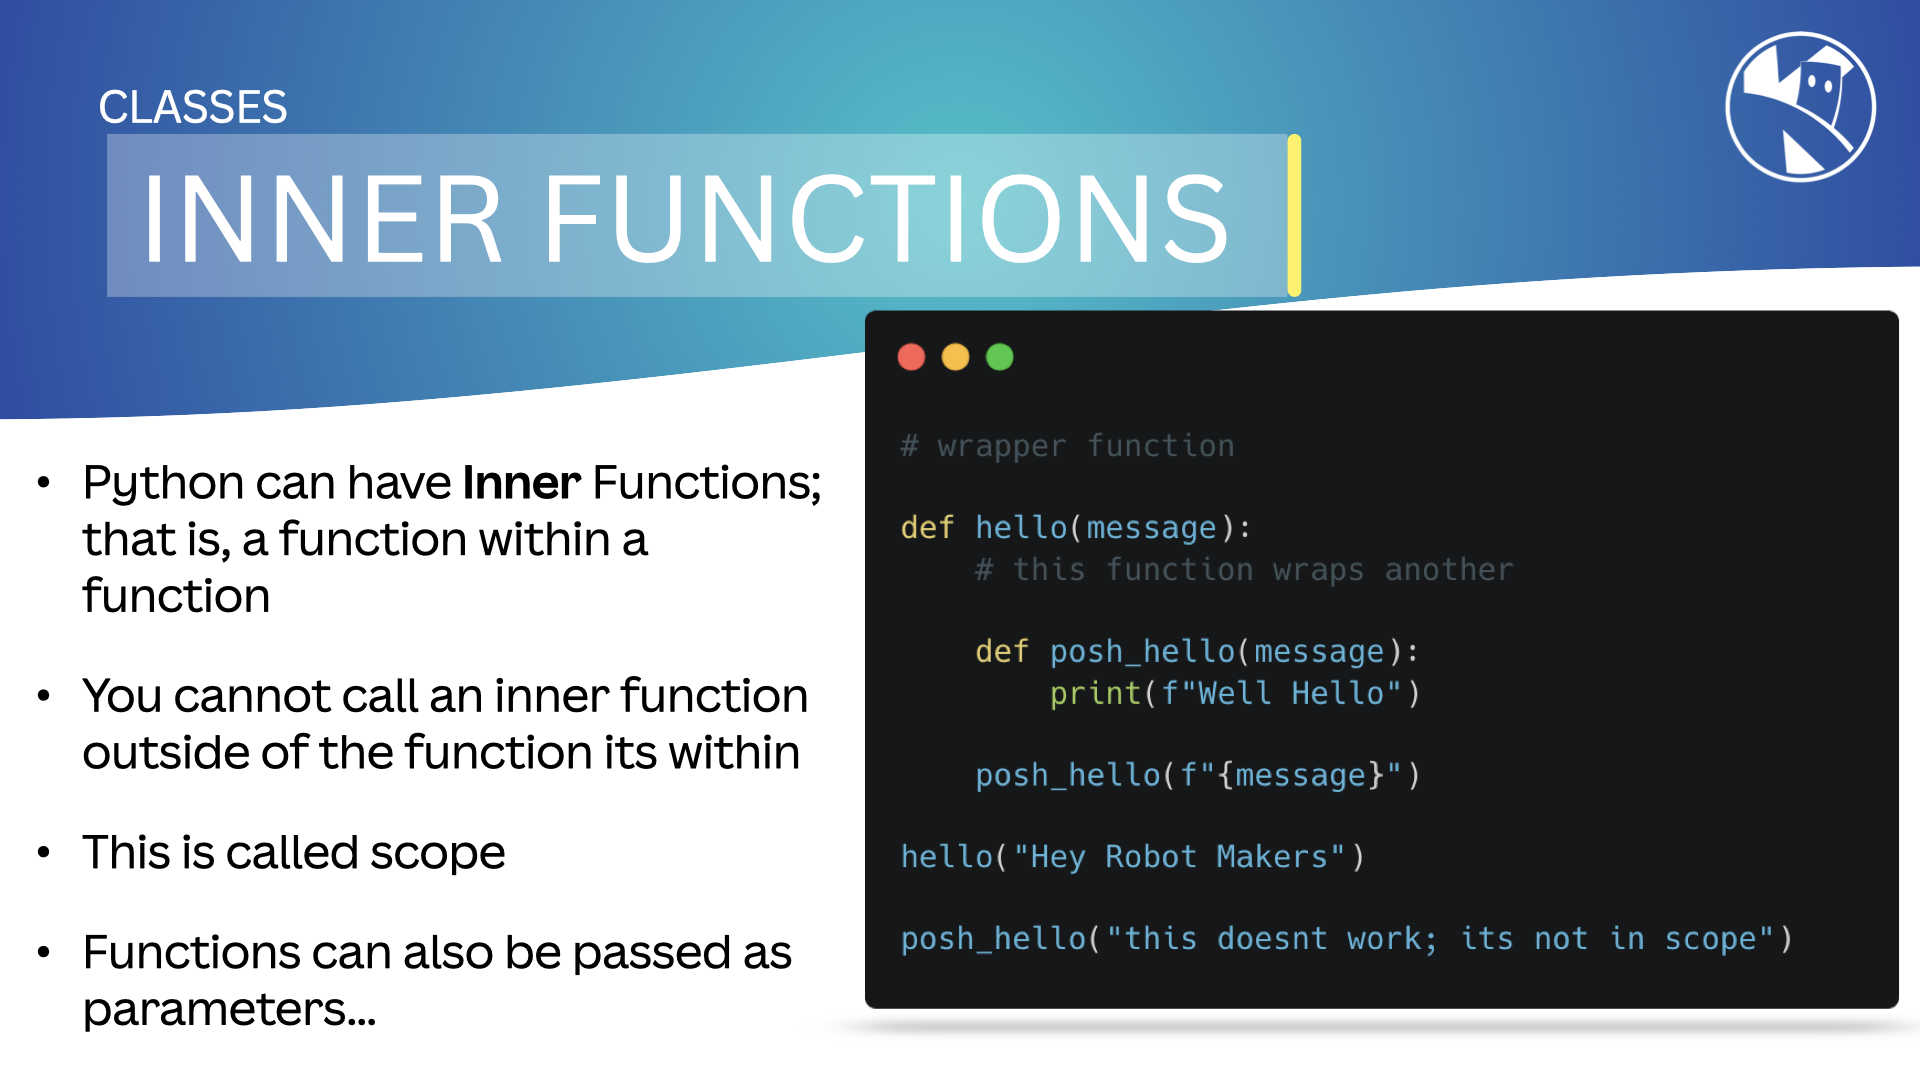 CLASSES
INNER FUNCTIONS
• Python can have Inner Functions;
that is, a function within a
function
• You cannot call an inner function
outside of the function its within
• This is called scope
• Functions can also be passed as
parameters...
# wrapper function
def hello(message):
    # this function wraps another
    def posh_hello(message):
        print(f"Well Hello")
    posh_hello(f"{message}")
hello("Hey Robot Makers")
posh_hello("this doesnt work; its not in scope")